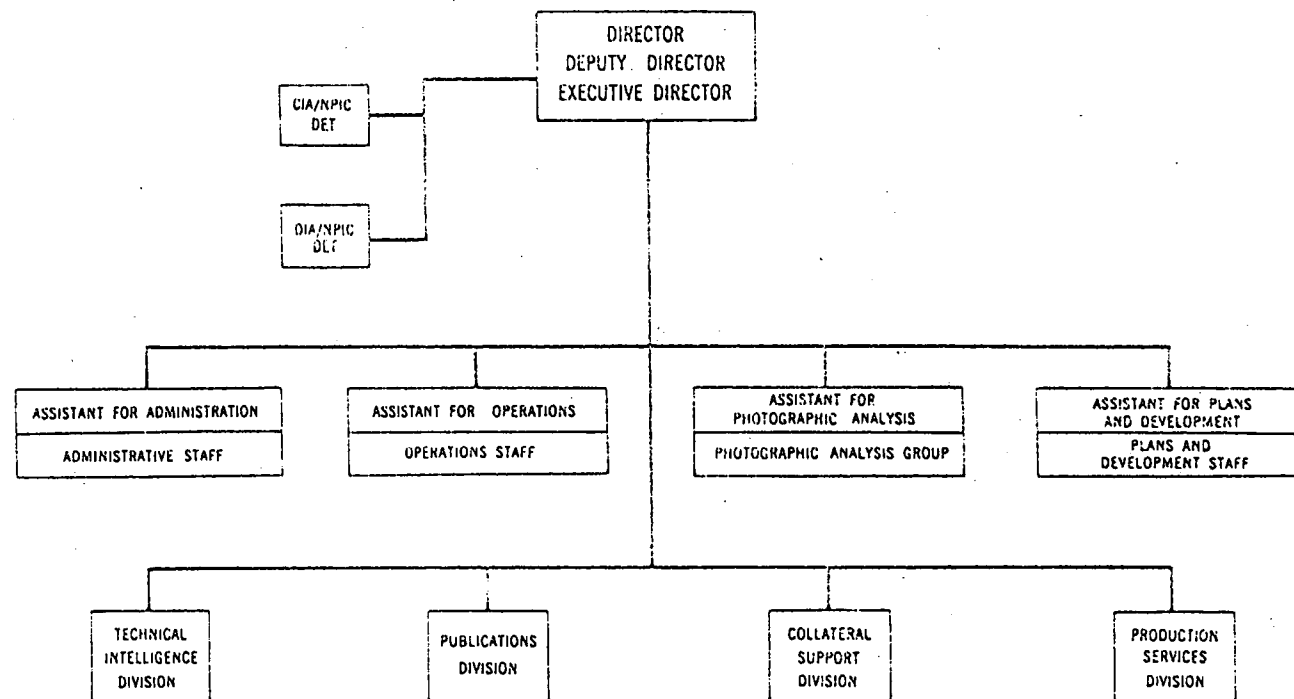 DIRECTOR
DEPUTY DIRECTOR
EXECUTIVE DIRECTOR
CIA/NPIC
DET
DIA/NPIC
DET
ASSISTANT FOR ADMINISTRATION
ADMINISTRATIVE STAFF
ASSISTANT FOR OPERATIONS
OPERATIONS STAFF
ASSISTANT FOR
PHOTOGRAPHIC ANALYSIS
PHOTOGRAPHIC ANALYSIS GROUP
ASSISTANT FOR PLANS
AND DEVELOPMENT
PLANS AND
DEVELOPMENT STAFF
TECHNICAL
INTELLIGENCE
DIVISION
PUBLICATIONS
DIVISION
COLLATERAL
SUPPORT
DIVISION
PRODUCTION
SERVICES
DIVISION